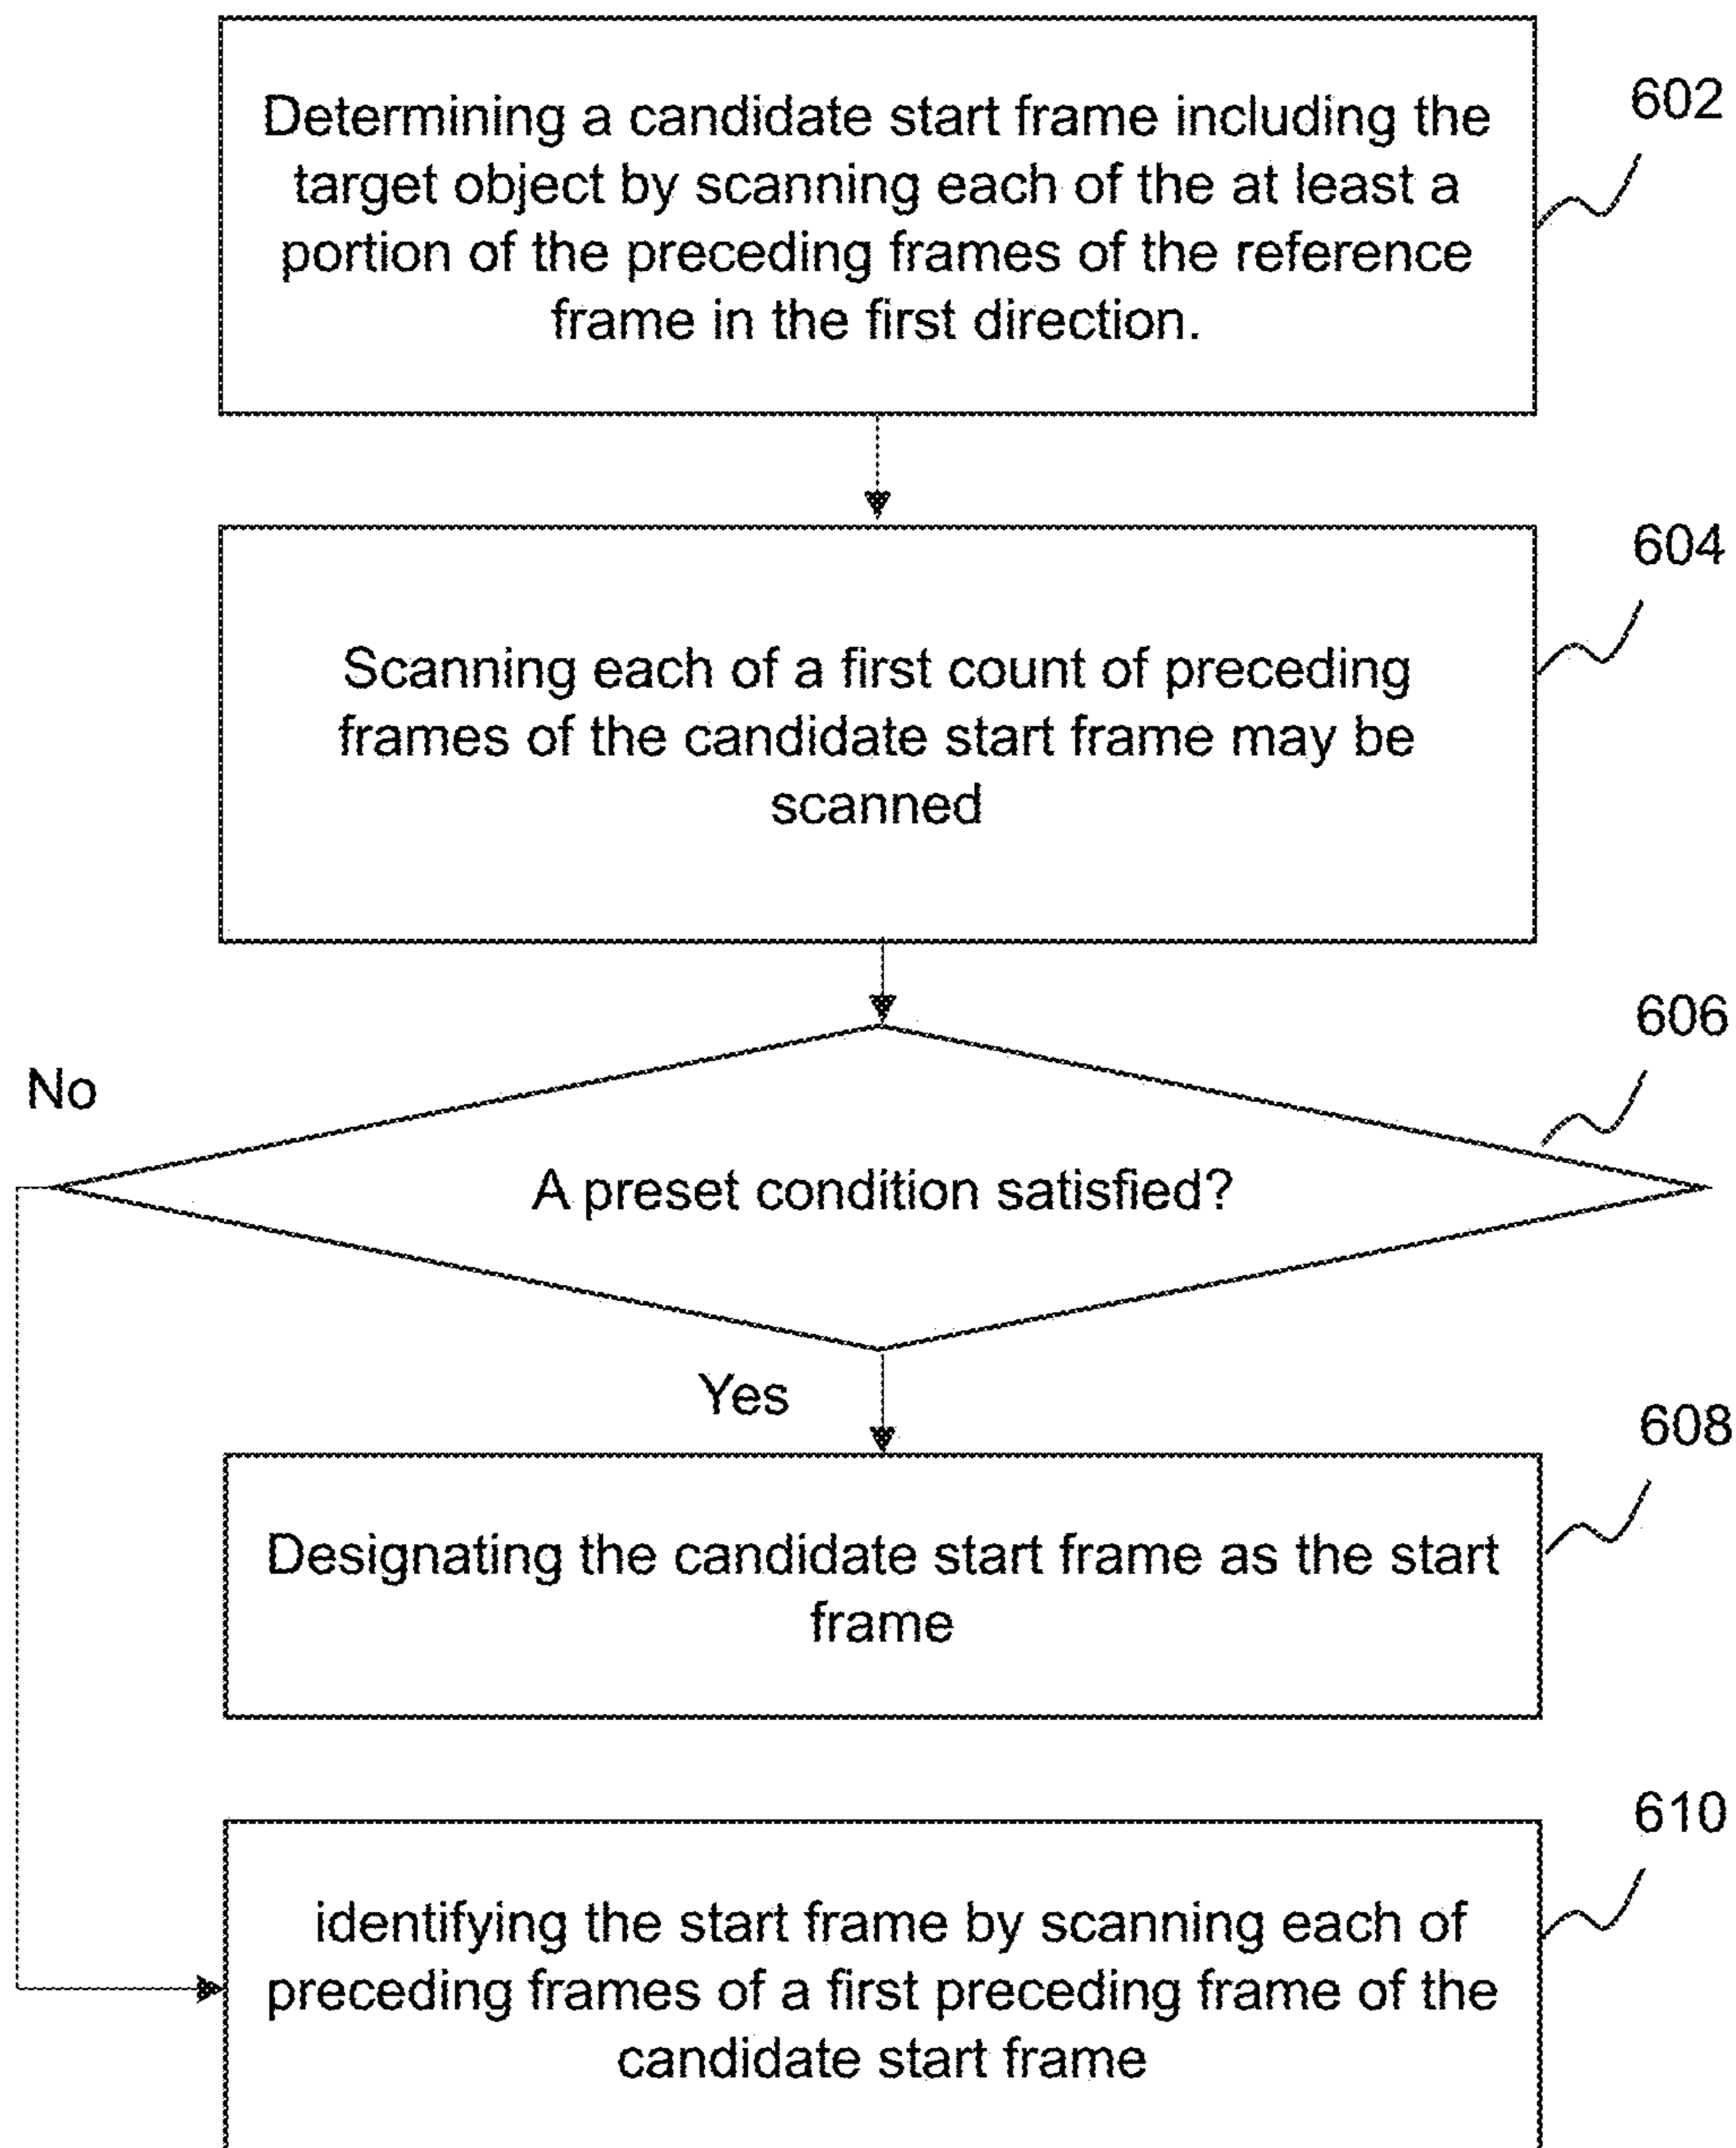 Determining a candidate start frame including the
target object by scanning each of the at least a
portion of the preceding frames of the reference
frame in the first direction.
602
Scanning each of a first count of preceding
frames of the candidate start frame may be
scanned
604
606
No
A preset condition satisfied?
Yes
608
Designating the candidate start frame as the start
frame
610
identifying the start frame by scanning each of
preceding frames of a first preceding frame of the
candidate start frame